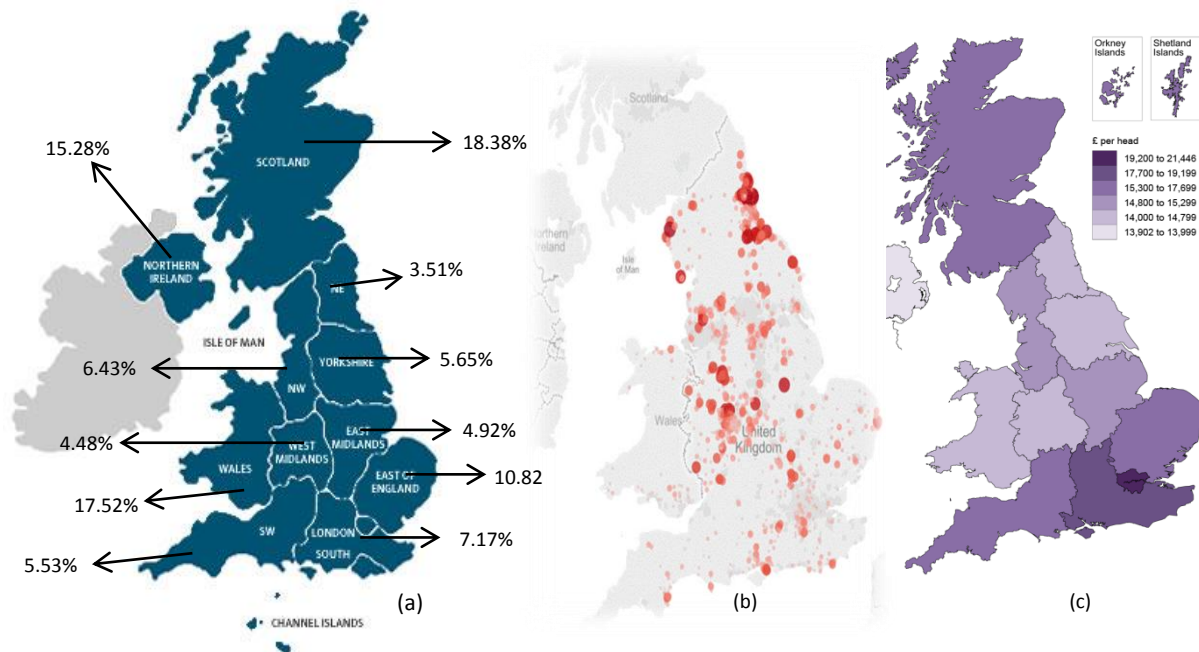 15.28%
SCOTLAND
18.38%
NORTHERN
IRELAND
NE
3.51%
ISLE OF MAN
6.43%
YORKSHIRE
5.65%
NW
4.48%
WEST
MIDLANDS
EAST
MIDLANDS
4.92%
WALES
EAST OF
ENGLAND
10.82
17.52%
SW
LONDON
7.17%
SOUTH
5.53%
(a)
CHANNEL ISLANDS
Scotland
Northern
Ireland
Isle
of Man
Wales
United
Kingdom
(b)
Orkney
Islands
Shetland
Islands
£ per head
19,200 to 21,446
17,700 to 19,199
15,300 to 17,699
14,800 to 15,299
14,000 to 14,799
13,902 to 13,999
(c)